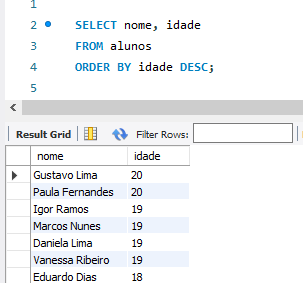 1
2 SELECT nome, idade
3 FROM alunos
4 ORDER BY idade DESC;
5
Result Grid Filter Rows:
nome idade
Gustavo Lima 20
Paula Fernandes 20
Igor Ramos 19
Marcos Nunes 19
Daniela Lima 19
Vanessa Ribeiro 19
Eduardo Dias 18